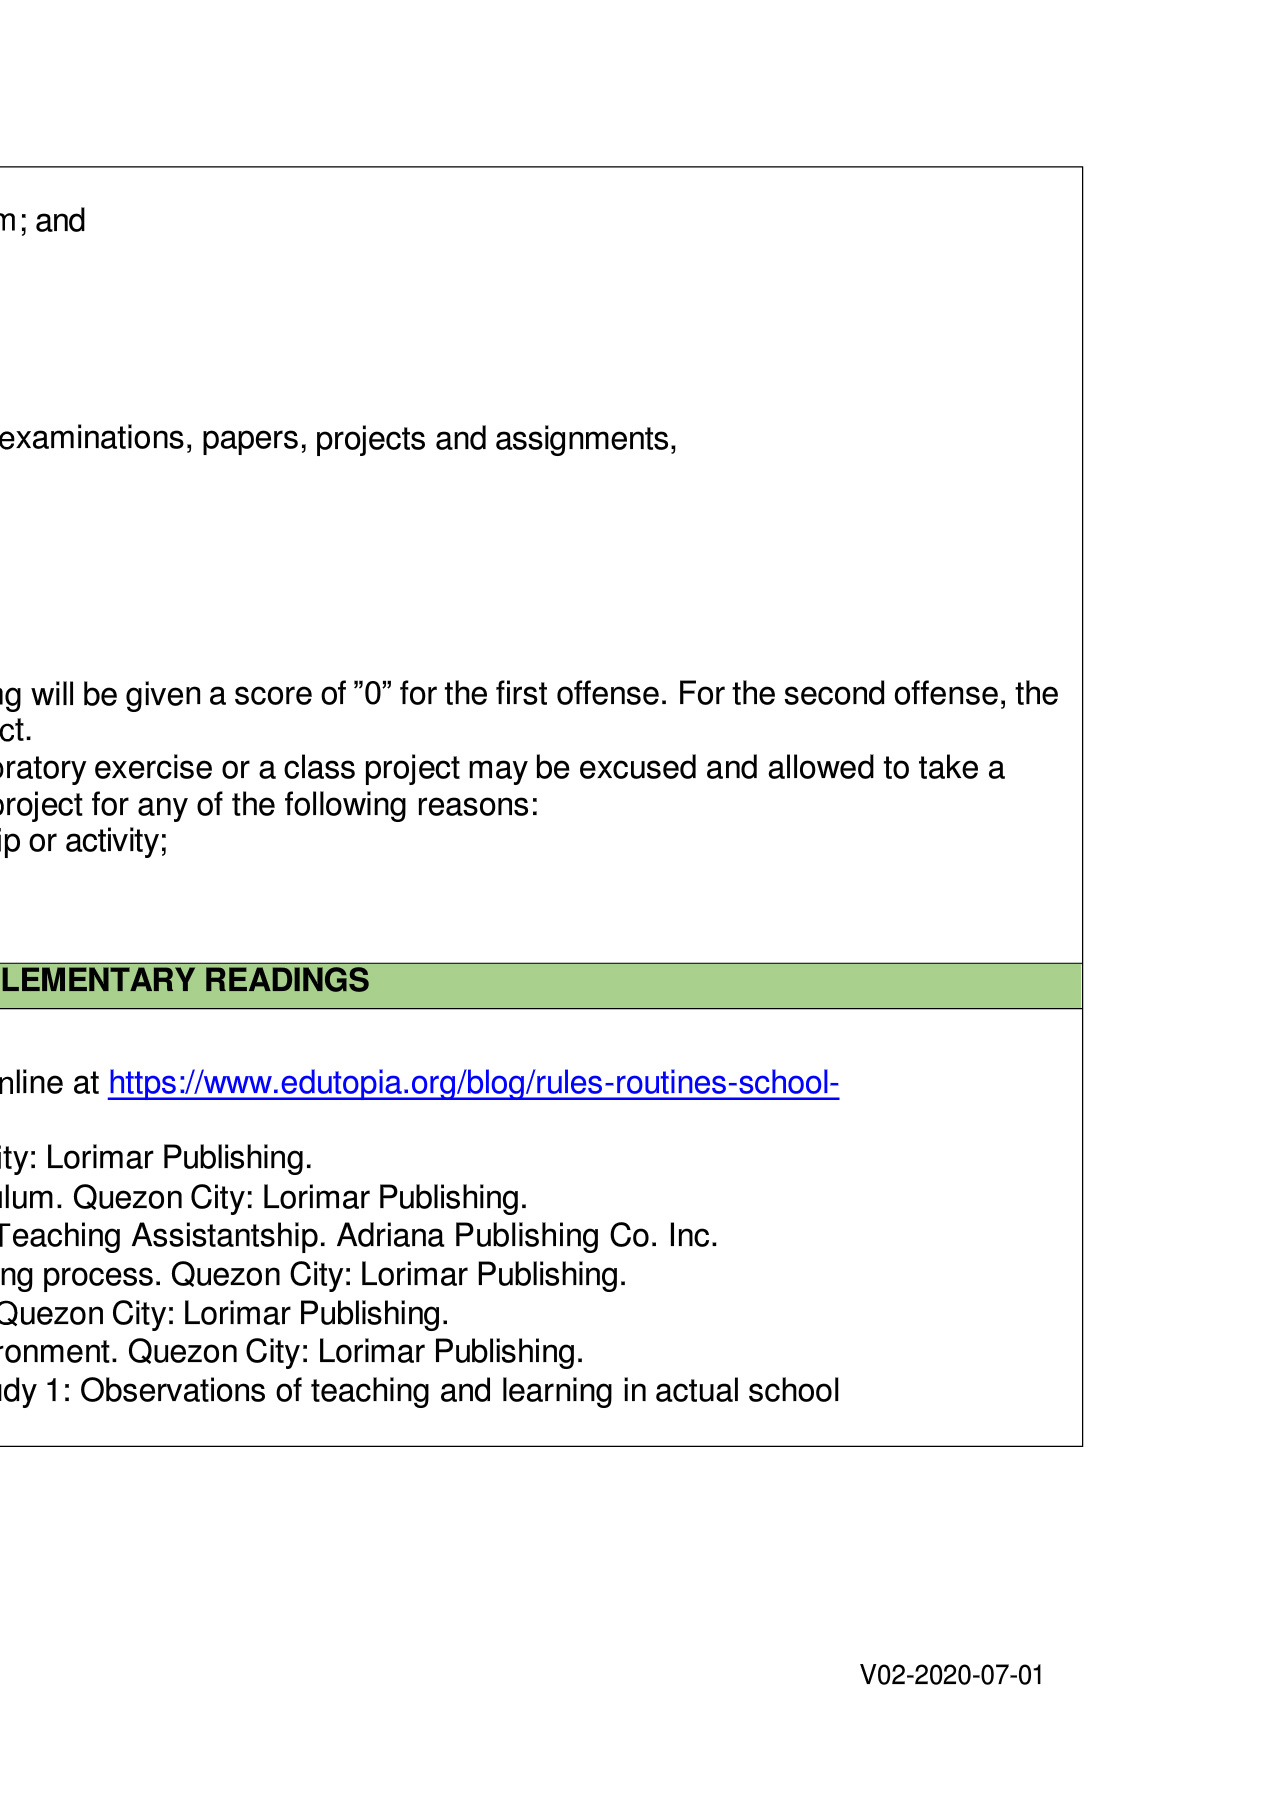 m; and
examinations, papers, projects and assignments,
ng will be given a score of ”0” for the first offense. For the second offense, the
ct.
oratory exercise or a class project may be excused and allowed to take a
project for any of the following reasons:
ip or activity;
LEMENTARY READINGS
nline at https://www.edutopia.org/blog/rules-routines-school-
ity: Lorimar Publishing.
ulum. Quezon City: Lorimar Publishing.
Teaching Assistantship. Adriana Publishing Co. Inc.
ng process. Quezon City: Lorimar Publishing.
Quezon City: Lorimar Publishing.
ronment. Quezon City: Lorimar Publishing.
udy 1: Observations of teaching and learning in actual school
V02-2020-07-01